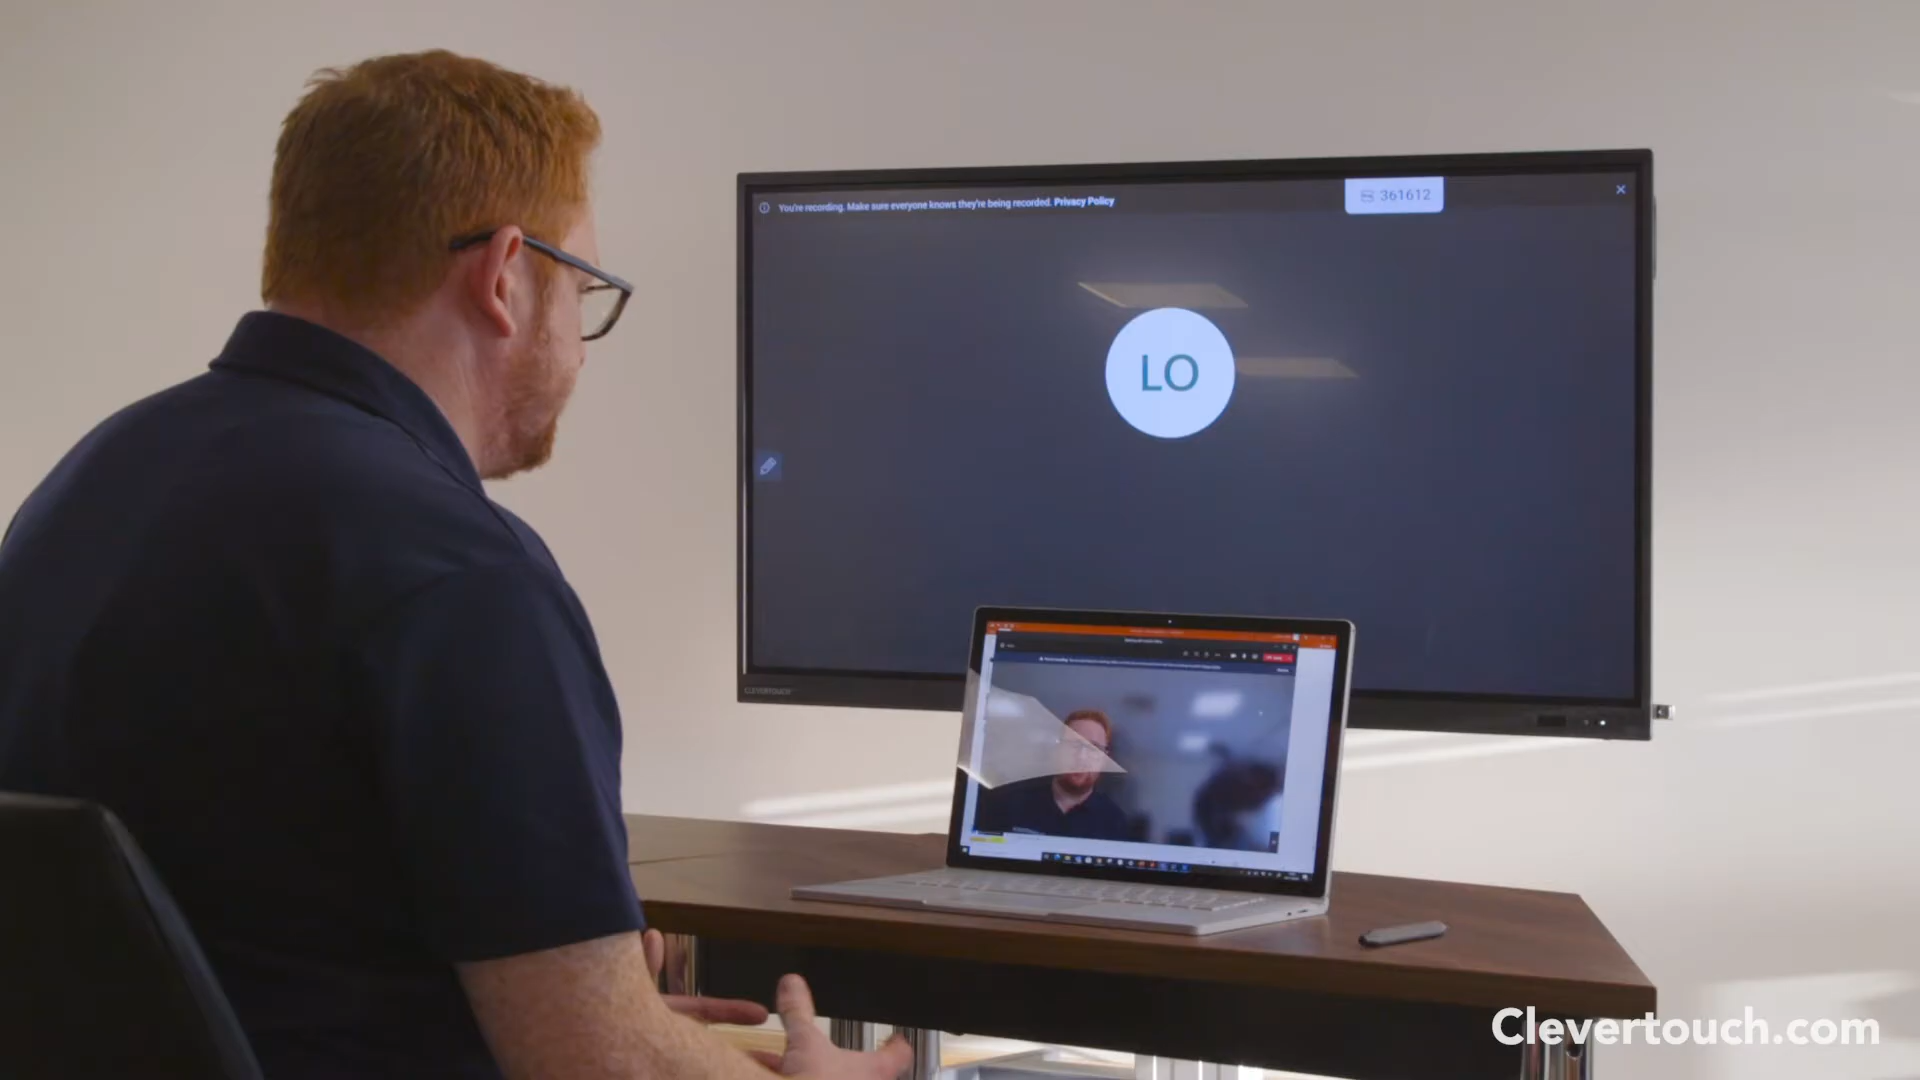 You're recording. Make sure everyone knows they're being recorded. Privacy Policy
361612
LO
CLEVERTOUCH
Clevertouch.com